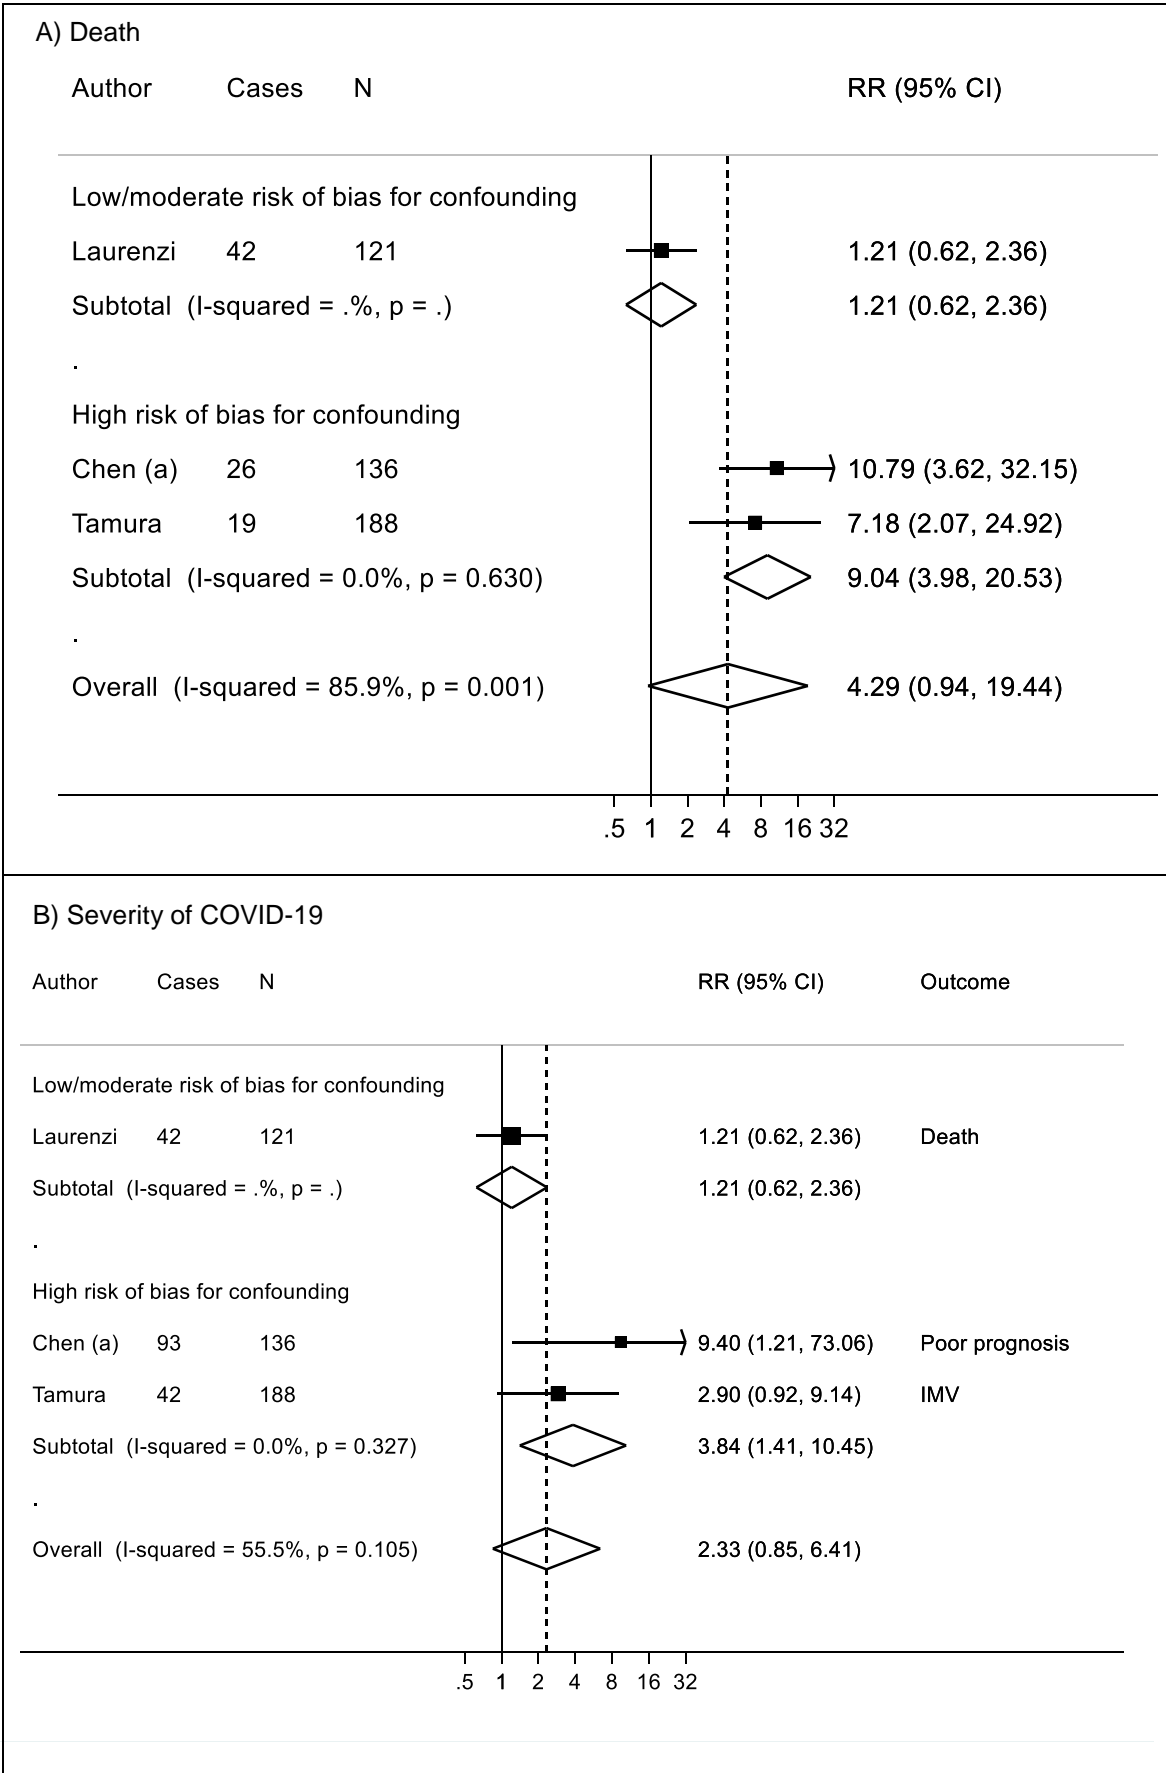 A) Death
Author Cases N RR (95% CI)
Low/moderate risk of bias for confounding
Laurenzi 42 121 1.21 (0.62, 2.36)
Subtotal (I-squared = .%, p = .) 1.21 (0.62, 2.36)
.
High risk of bias for confounding
Chen (a) 26 136 10.79 (3.62, 32.15)
Tamura 19 188 7.18 (2.07, 24.92)
Subtotal (I-squared = 0.0%, p = 0.630) 9.04 (3.98, 20.53)
.
Overall (I-squared = 85.9%, p = 0.001) 4.29 (0.94, 19.44)
.5 1 2 4 8 16 32
B) Severity of COVID-19
Author Cases N RR (95% CI) Outcome
Low/moderate risk of bias for confounding
Laurenzi 42 121 1.21 (0.62, 2.36) Death
Subtotal (I-squared = .%, p = .) 1.21 (0.62, 2.36)
.
High risk of bias for confounding
Chen (a) 93 136 9.40 (1.21, 73.06) Poor prognosis
Tamura 42 188 2.90 (0.92, 9.14) IMV
Subtotal (I-squared = 0.0%, p = 0.327) 3.84 (1.41, 10.45)
.
Overall (I-squared = 55.5%, p = 0.105) 2.33 (0.85, 6.41)
.5 1 2 4 8 16 32